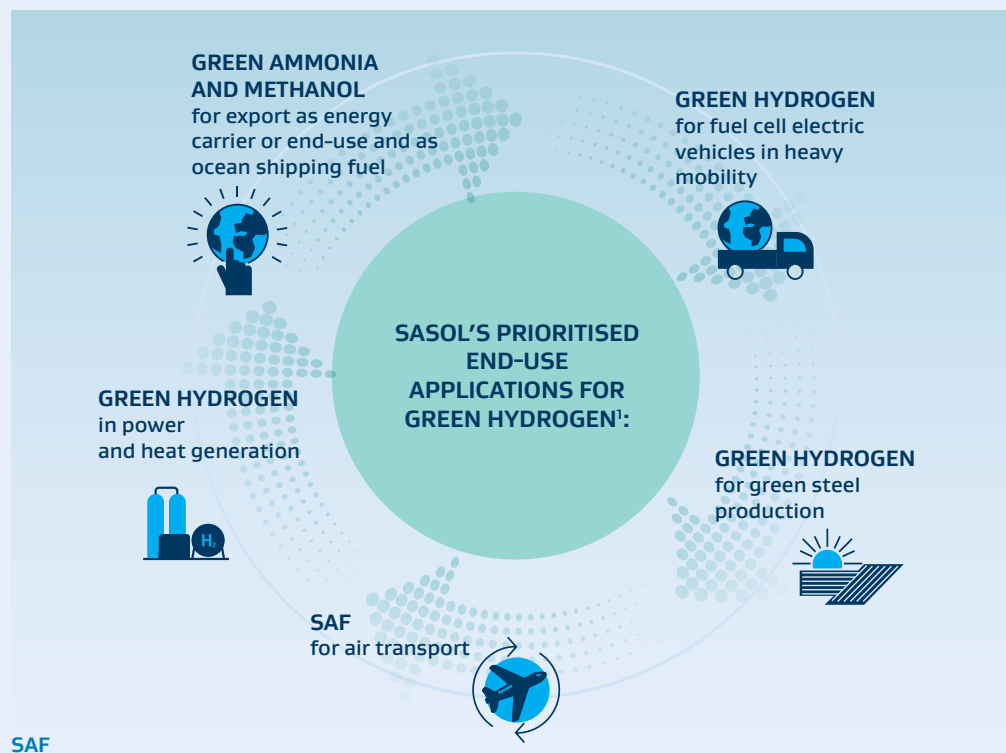 GREEN AMMONIA
AND METHANOL
for export as energy
carrier or end-use and as
ocean shipping fuel
GREEN HYDROGEN
for fuel cell electric
vehicles in heavy
mobility
SASOL’S PRIORITISED
END-USE
APPLICATIONS FOR
GREEN HYDROGEN¹:
GREEN HYDROGEN
in power
and heat generation
GREEN HYDROGEN
for green steel
production
H₂
SAF
for air transport
SAF